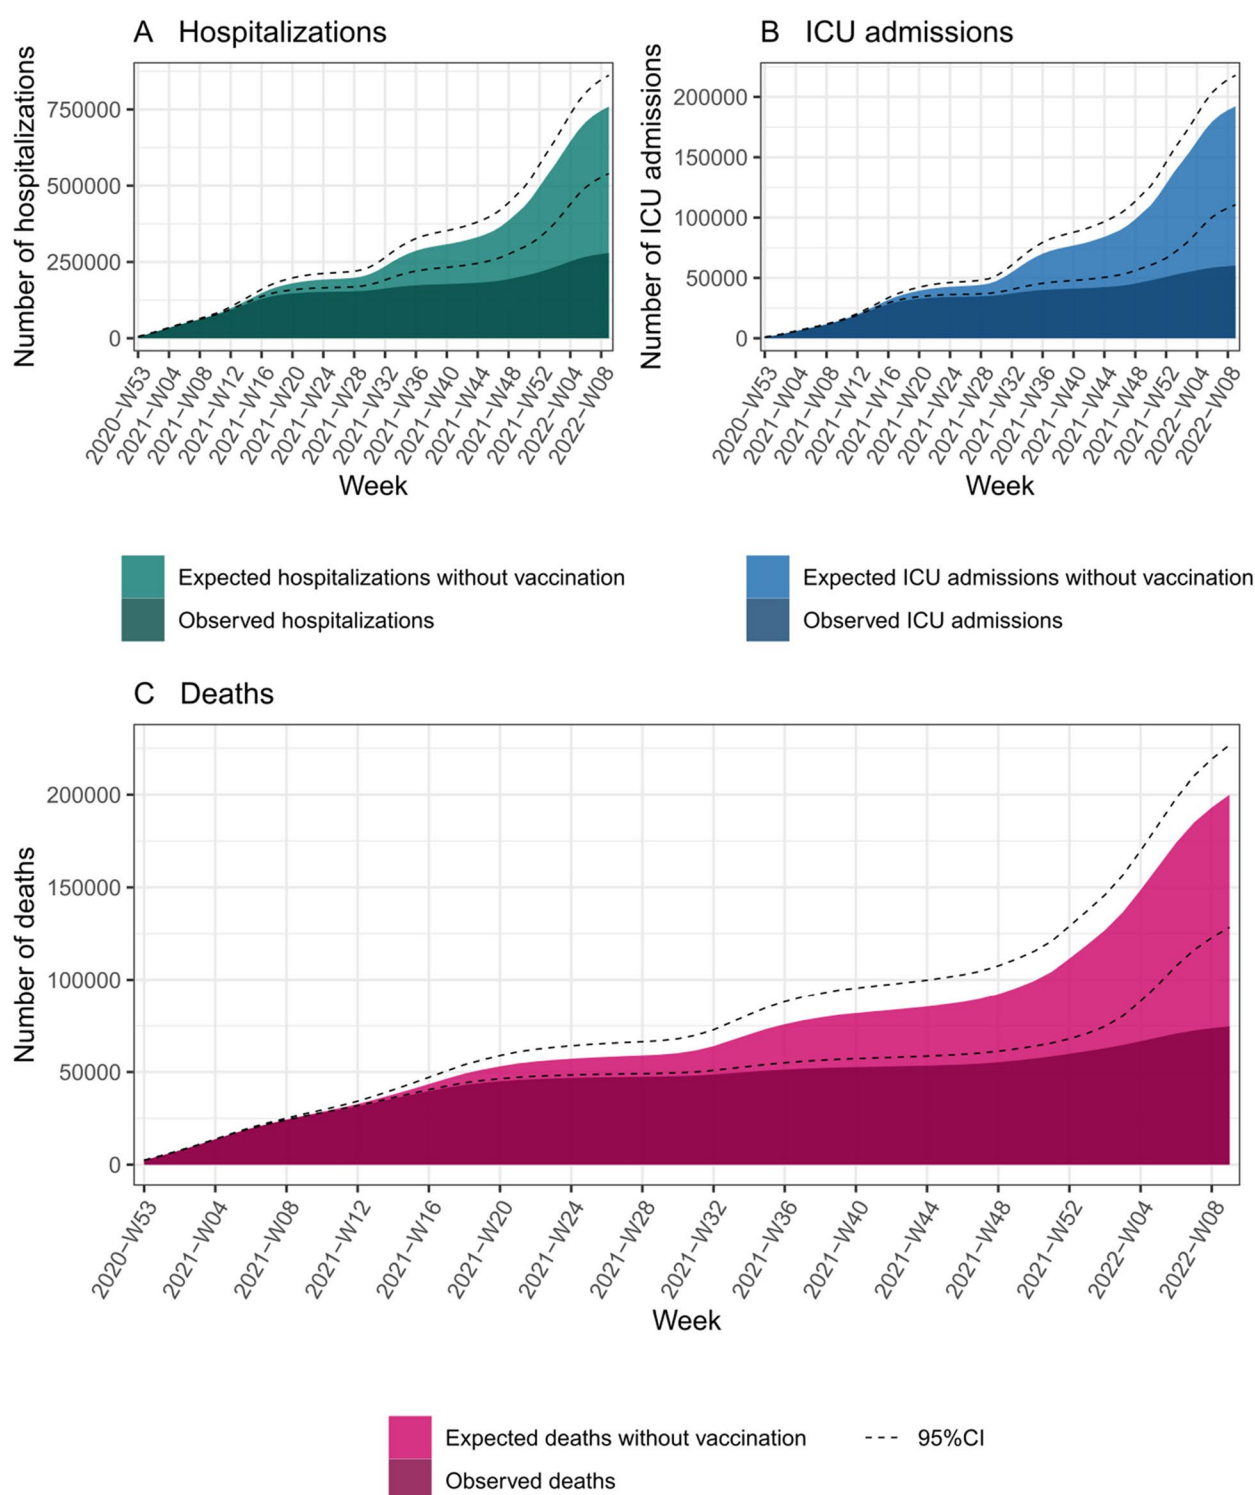 A Hospitalizations
Number of hospitalizations
750000
500000
250000
0
2020-W53
2021-W04
2021-W08
2021-W12
2021-W16
2021-W20
2021-W24
2021-W28
2021-W32
2021-W36
2021-W40
2021-W44
2021-W48
2021-W52
2022-W04
2022-W08
Week
Expected hospitalizations without vaccination
Observed hospitalizations
B ICU admissions
Number of ICU admissions
200000
150000
100000
50000
0
2020-W53
2021-W04
2021-W08
2021-W12
2021-W16
2021-W20
2021-W24
2021-W28
2021-W32
2021-W36
2021-W40
2021-W44
2021-W48
2021-W52
2022-W04
2022-W08
Week
Expected ICU admissions without vaccination
Observed ICU admissions
C Deaths
Number of deaths
200000
150000
100000
50000
0
2020-W53
2021-W04
2021-W08
2021-W12
2021-W16
2021-W20
2021-W24
2021-W28
2021-W32
2021-W36
2021-W40
2021-W44
2021-W48
2021-W52
2022-W04
2022-W08
Week
Expected deaths without vaccination
Observed deaths
95%CI